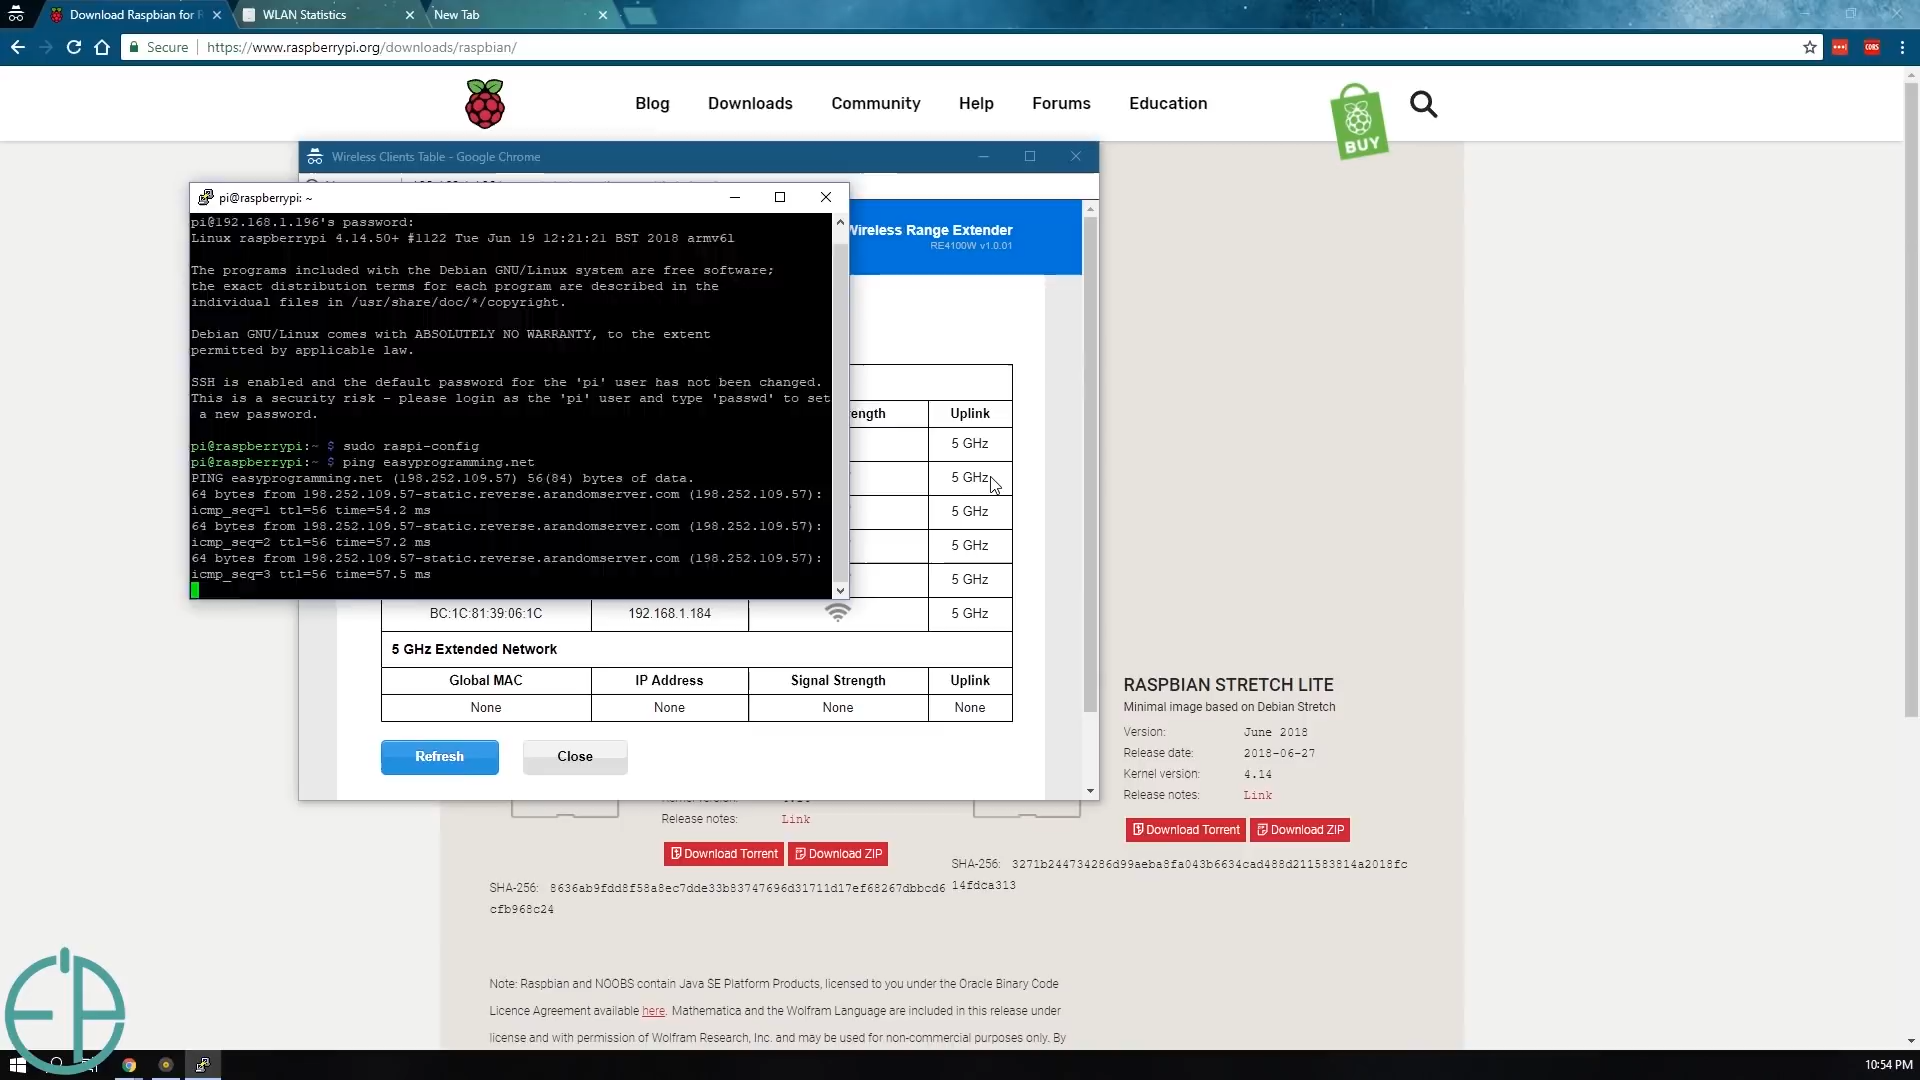 Download Raspbian for R
WLAN Statistics
New Tab
Secure
https://www.raspberrypi.org/downloads/raspbian/
CORS
Blog
Downloads
Community
Help
Forums
Education
BUY
Wireless Clients Table - Google Chrome
pi@raspberrypi: ~
Wireless Range Extender
RE4100W v1.0.01
pi@192.168.1.196's password:
Linux raspberrypi 4.14.50+ #1122 Tue Jun 19 12:21:21 BST 2018 armv6l
The programs included with the Debian GNU/Linux system are free software;
the exact distribution terms for each program are described in the
individual files in /usr/share/doc/*/copyright.
Debian GNU/Linux comes with ABSOLUTELY NO WARRANTY, to the extent
permitted by applicable law.
SSH is enabled and the default password for the 'pi' user has not been changed.
This is a security risk - please login as the 'pi' user and type 'passwd' to set
a new password.
pi@raspberrypi:~ $ sudo raspi-config
pi@raspberrypi:~ $ ping easyprogramming.net
PING easyprogramming.net (198.252.109.57) 56(84) bytes of data.
64 bytes from 198.252.109.57-static.reverse.arandomserver.com (198.252.109.57):
icmp_seq=1 ttl=56 time=54.2 ms
64 bytes from 198.252.109.57-static.reverse.arandomserver.com (198.252.109.57):
icmp_seq=2 ttl=56 time=57.2 ms
64 bytes from 198.252.109.57-static.reverse.arandomserver.com (198.252.109.57):
icmp_seq=3 ttl=56 time=57.5 ms
ength
Uplink
5 GHz
5 GHz
5 GHz
5 GHz
5 GHz
BC:1C:81:39:06:1C
192.168.1.184
5 GHz
5 GHz Extended Network
Global MAC
IP Address
Signal Strength
Uplink
None
None
None
None
Refresh
Close
RASPBIAN STRETCH LITE
Minimal image based on Debian Stretch
Version: June 2018
Release date: 2018-06-27
Kernel version: 4.14
Release notes: Link
Download Torrent
Download ZIP
SHA-256: 3271b244734286d99aeba8fa043b6634cad488d211583814a2018fc
14fdca313
Release notes: Link
Download Torrent
Download ZIP
SHA-256: 8636ab9fdd8f58a8ec7dde33b83747696d31711d17ef68267dbbcd6
cfb968c24
Note: Raspbian and NOOBS contain Java SE Platform Products, licensed to you under the Oracle Binary Code
Licence Agreement available here. Mathematica and the Wolfram Language are included in this release under
license and with permission of Wolfram Research, Inc. and may be used for non-commercial purposes only. By
10:54 PM